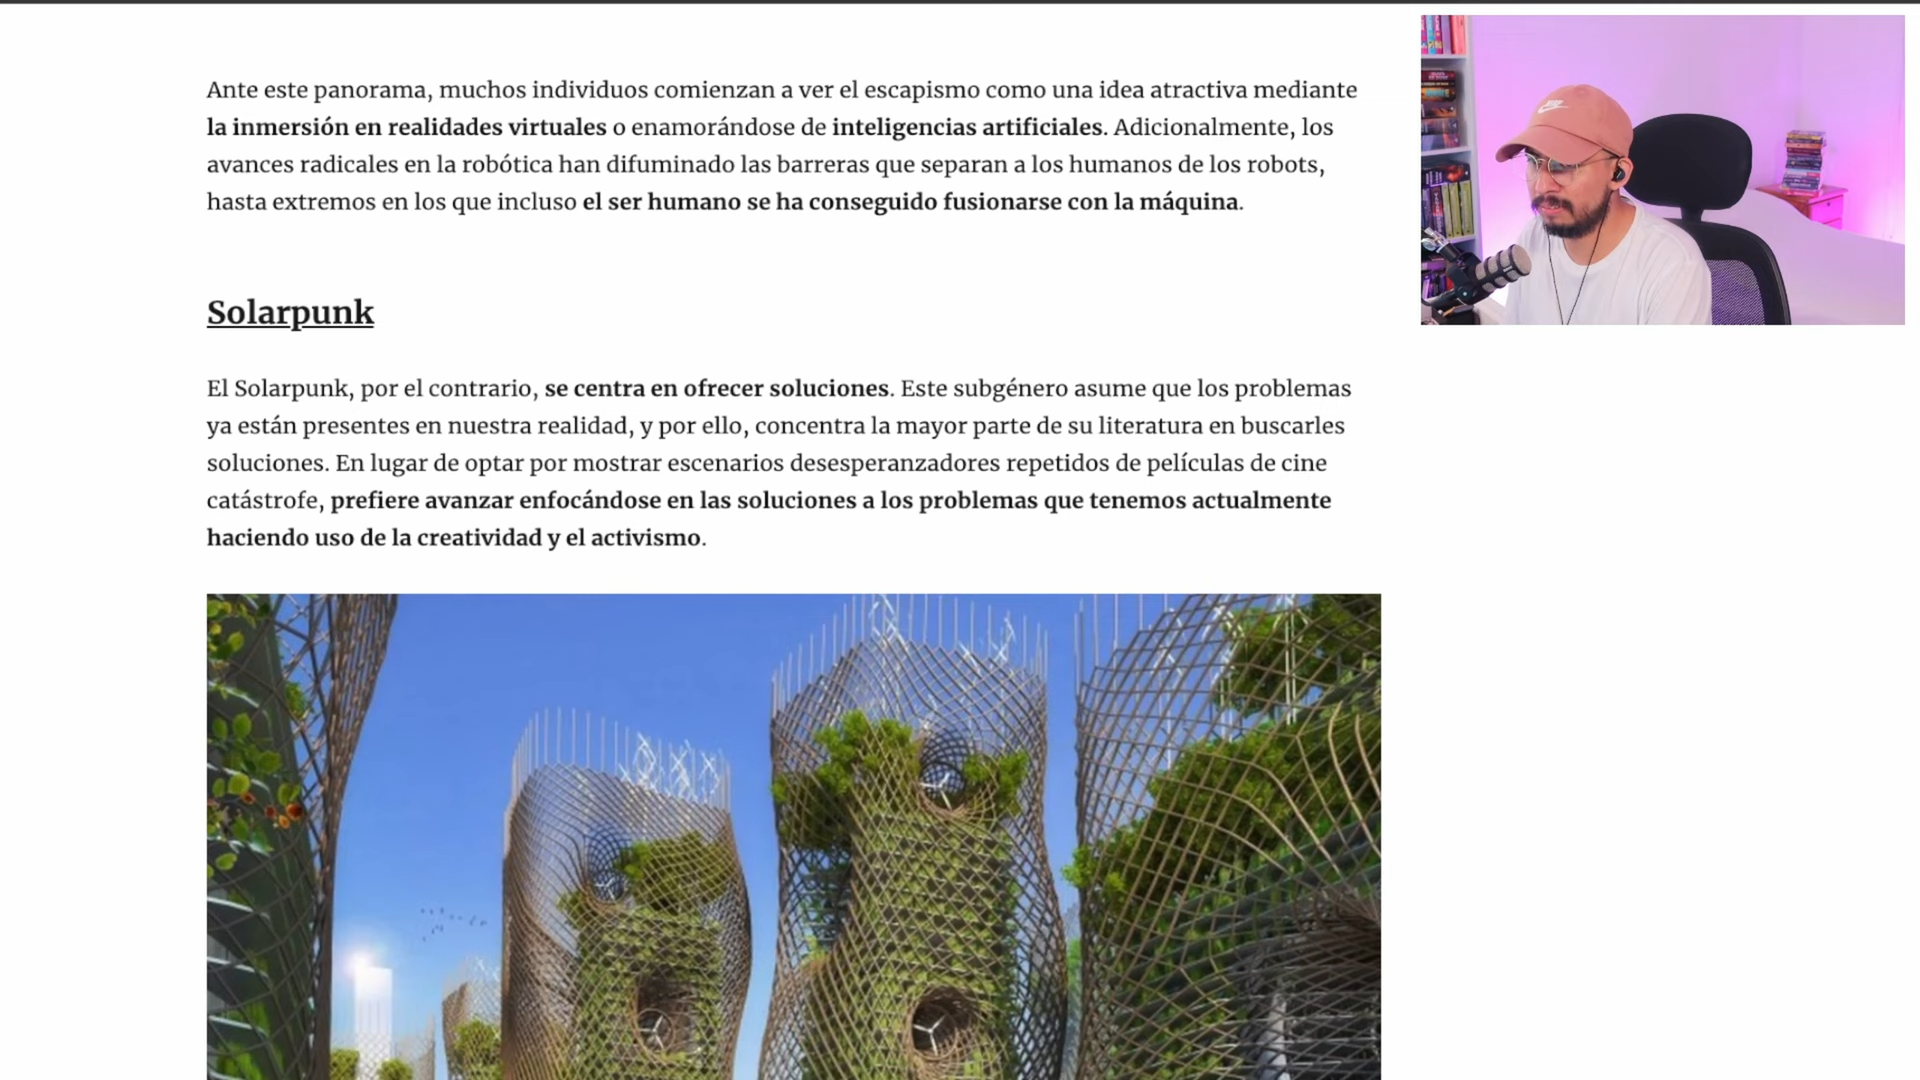 Ante este panorama, muchos individuos comienzan a ver el escapismo como una idea atractiva mediante
la inmersión en realidades virtuales o enamorándose de inteligencias artificiales. Adicionalmente, los
avances radicales en la robótica han difuminado las barreras que separan a los humanos de los robots,
hasta extremos en los que incluso el ser humano se ha conseguido fusionarse con la máquina.
Solarpunk
El Solarpunk, por el contrario, se centra en ofrecer soluciones. Este subgénero asume que los problemas
ya están presentes en nuestra realidad, y por ello, concentra la mayor parte de su literatura en buscarles
soluciones. En lugar de optar por mostrar escenarios desesperanzadores repetidos de películas de cine
catástrofe, prefiere avanzar enfocándose en las soluciones a los problemas que tenemos actualmente
haciendo uso de la creatividad y el activismo.